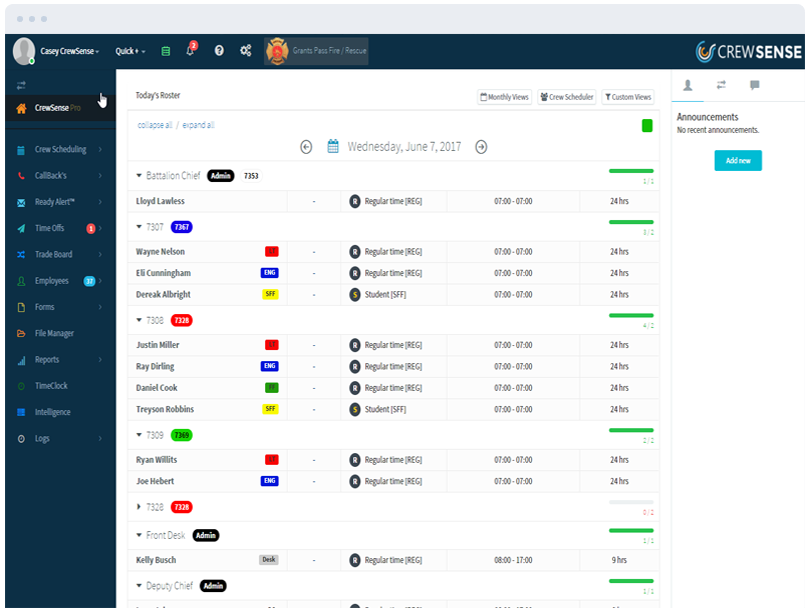 Casey CrewSense Quick + 2 Grants Pass Fire / Rescue CREWSENSE
CrewSense Pro
Crew Scheduling
CallBack's
Ready Alert™
Time Offs 1
Trade Board
Employees 37
Forms
File Manager
Reports
TimeClock
Intelligence
Logs
Today's Roster Monthly Views Crew Scheduler Custom Views
collapse all / expand all
Wednesday, June 7, 2017
Battalion Chief Admin 7353 1/1
Lloyd Lawless - R Regular time [REG] 07:00 - 07:00 24 hrs
7307 7367 3/2
Wayne Nelson LT - R Regular time [REG] 07:00 - 07:00 24 hrs
Eli Cunningham ENG - R Regular time [REG] 07:00 - 07:00 24 hrs
Dereak Albright SFF - S Student [SFF] 07:00 - 07:00 24 hrs
7308 7328 4/2
Justin Miller LT - R Regular time [REG] 07:00 - 07:00 24 hrs
Ray Dirling ENG - R Regular time [REG] 07:00 - 07:00 24 hrs
Daniel Cook FF - R Regular time [REG] 07:00 - 07:00 24 hrs
Treyson Robbins SFF - S Student [SFF] 07:00 - 07:00 24 hrs
7309 7369 2/2
Ryan Willits LT - R Regular time [REG] 07:00 - 07:00 24 hrs
Joe Hebert ENG - R Regular time [REG] 07:00 - 07:00 24 hrs
7328 7328 0/2
Front Desk Admin 1/1
Kelly Busch Desk - R Regular time [REG] 08:00 - 17:00 9 hrs
Deputy Chief Admin 1/1
Announcements
No recent announcements.
Add new